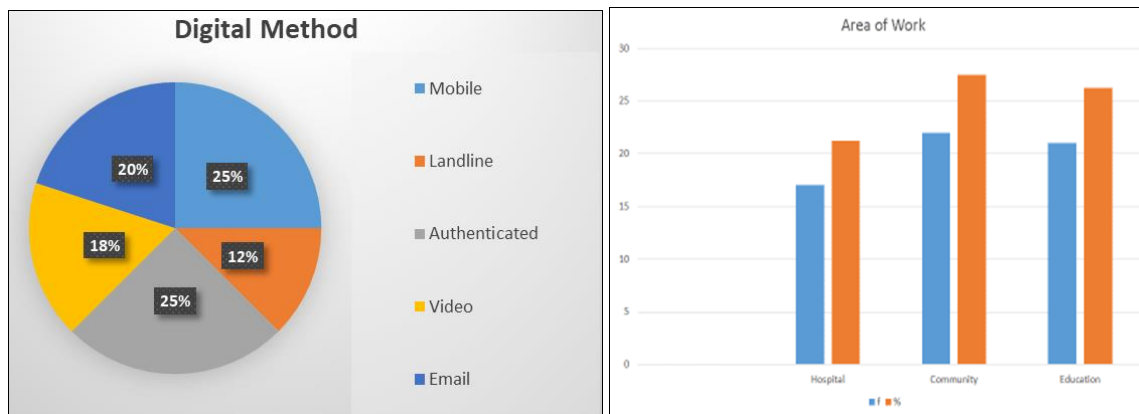 Digital Method
Mobile
Landline
Authenticated
Video
Email
25%
12%
25%
18%
20%
Area of Work
30
25
20
15
10
5
0
Hospital
Community
Education
f %